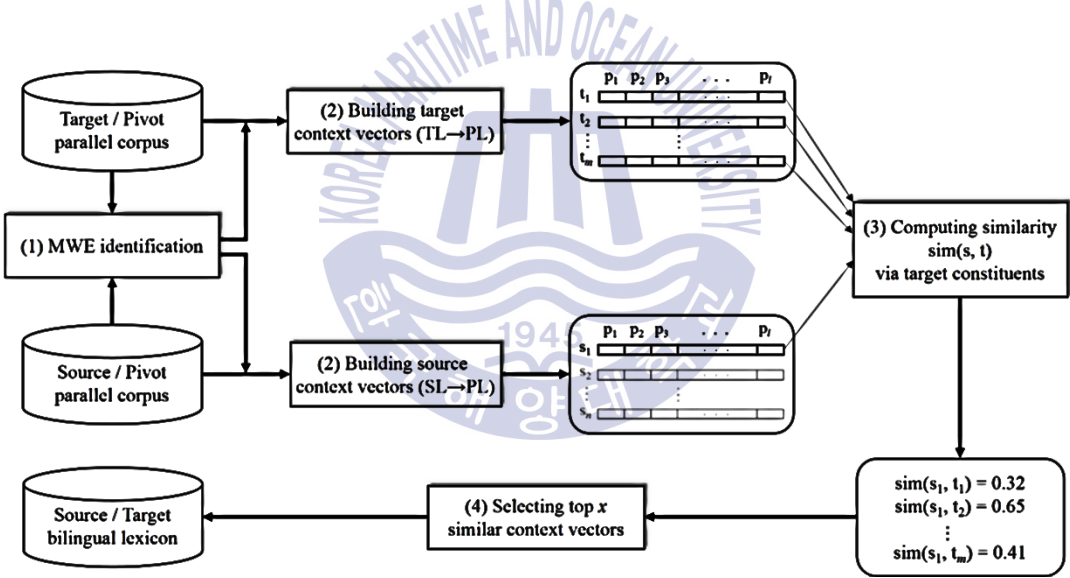 KOREA MARITIME AND OCEAN UNIVERSITY
Target / Pivot
parallel corpus
(2) Building target
context vectors (TL→PL)
p₁ p₂ p₃ . . . pₗ
t₁ . . .
t₂ . . .
⋮ ⋮
tₘ . . .
(1) MWE identification
(3) Computing similarity
sim(s, t)
via target constituents
1945
Source / Pivot
parallel corpus
(2) Building source
context vectors (SL→PL)
p₁ p₂ p₃ . . . pₗ
s₁ . . .
s₂ . . .
⋮ ⋮
sₙ . . .
해양대
Source / Target
bilingual lexicon
(4) Selecting top x
similar context vectors
sim(s₁, t₁) = 0.32
sim(s₁, t₂) = 0.65
⋮
sim(s₁, tₘ) = 0.41